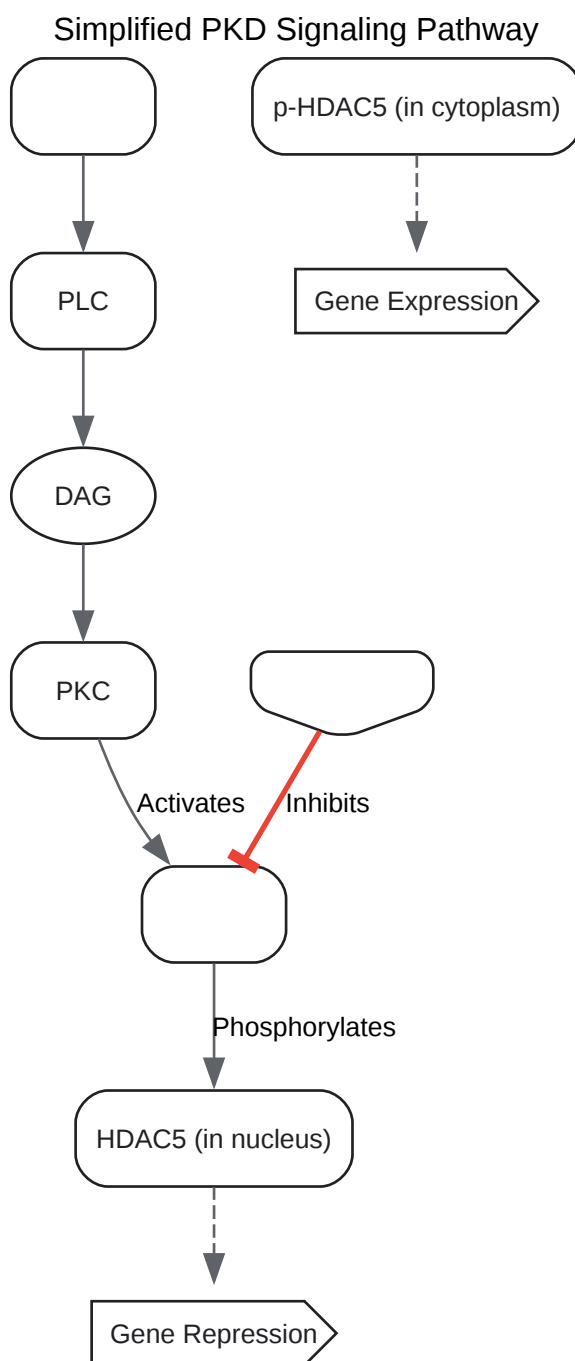 Simplified PKD Signaling Pathway
p-HDAC5 (in cytoplasm)
PLC
Gene Expression
DAG
PKC
Activates
Inhibits
Phosphorylates
HDAC5 (in nucleus)
Gene Repression